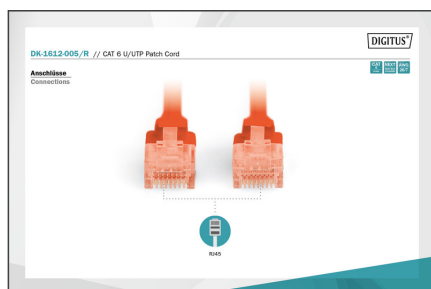 DIGITUS®
DK-1612-005/R // CAT 6 U/UTP Patch Cord
Anschlüsse
Connections
RJ45